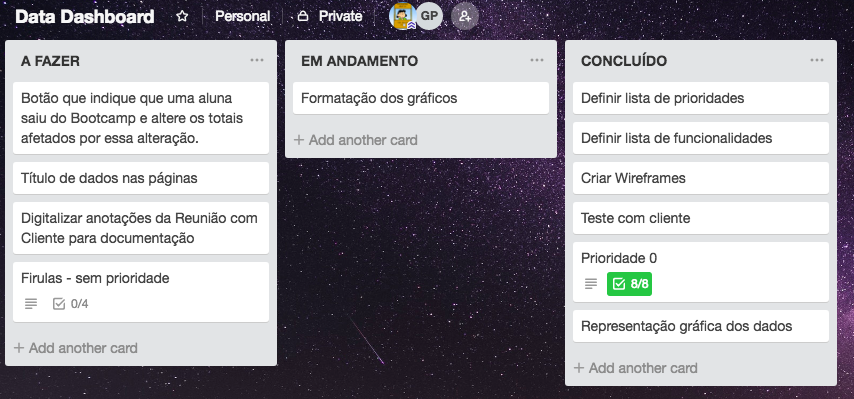 Data Dashboard
Personal
Private
GP
A FAZER
Botão que indique que uma aluna
saiu do Bootcamp e altere os totais
afetados por essa alteração.
Título de dados nas páginas
Digitalizar anotações da Reunião com
Cliente para documentação
Firulas - sem prioridade
0/4
+ Add another card
EM ANDAMENTO
Formatação dos gráficos
+ Add another card
CONCLUÍDO
Definir lista de prioridades
Definir lista de funcionalidades
Criar Wireframes
Teste com cliente
Prioridade 0
8/8
Representação gráfica dos dados
+ Add another card